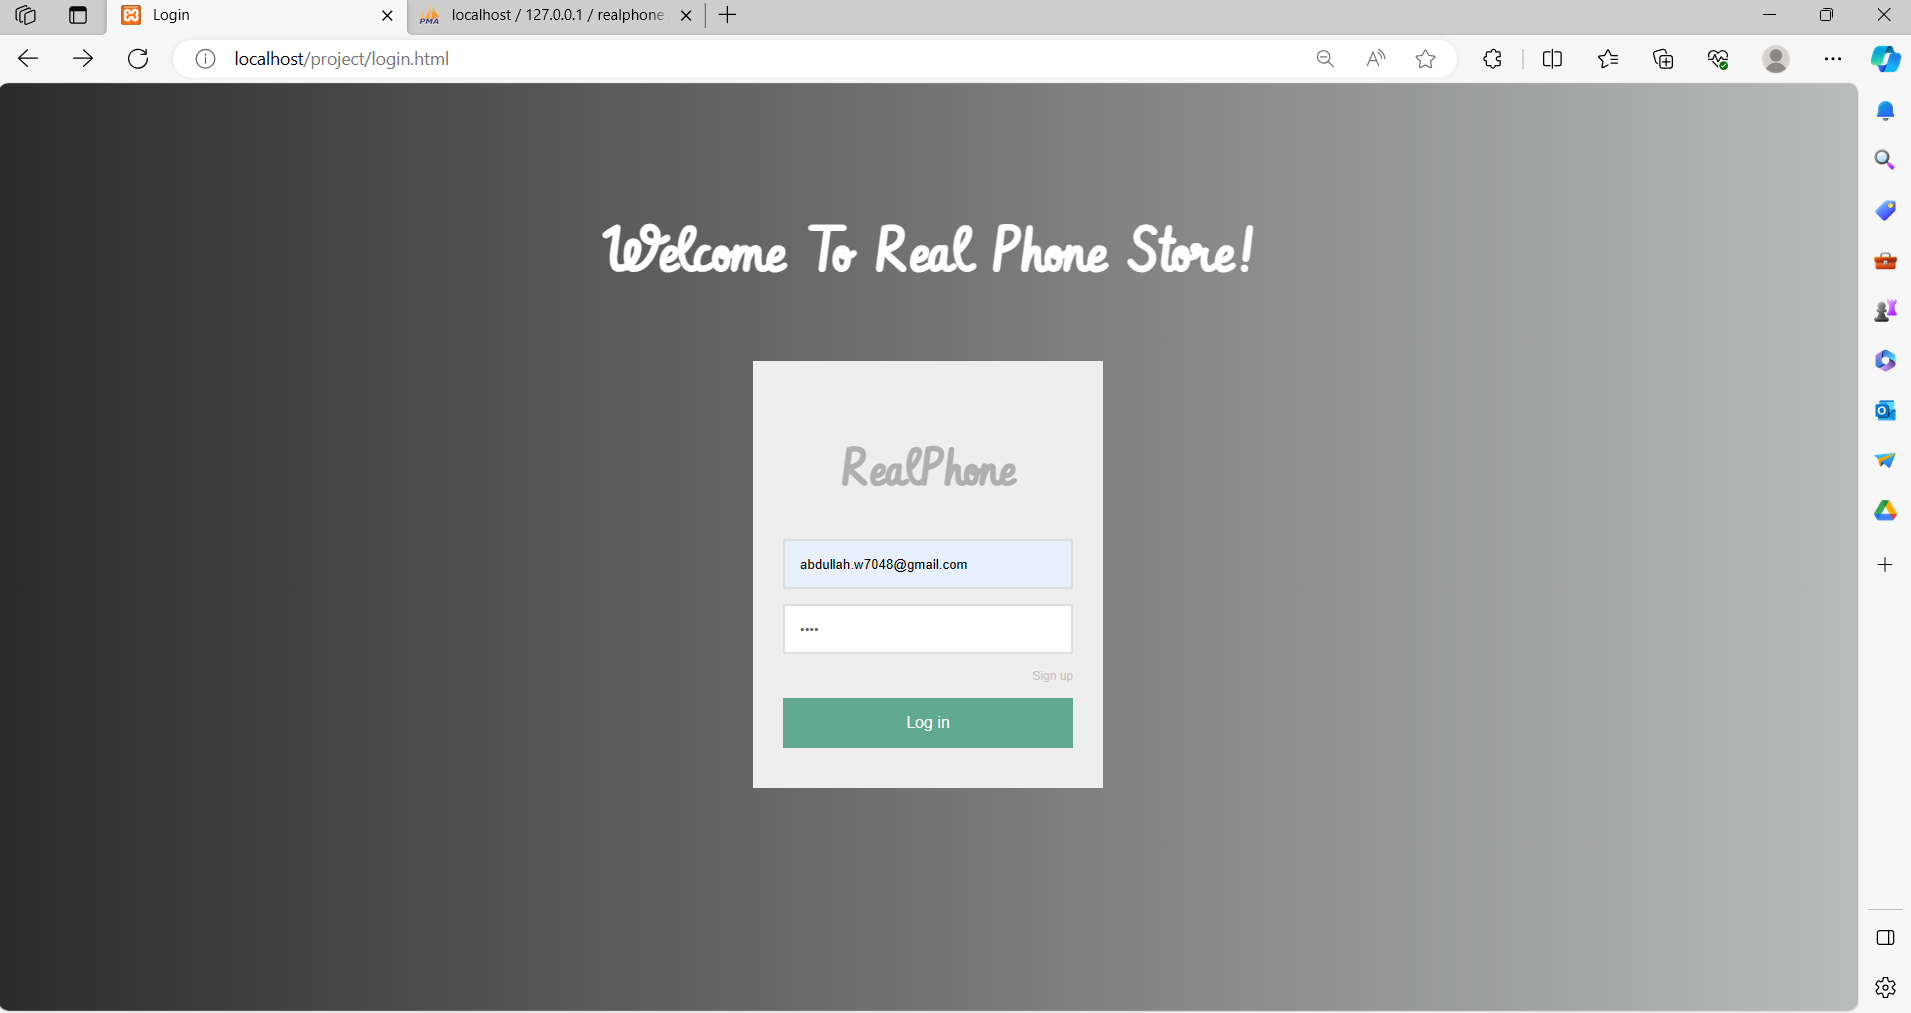 Login
localhost / 127.0.0.1 / realphone
localhost/project/login.html
Welcome To Real Phone Store!
RealPhone
abdullah.w7048@gmail.com
Sign up
Log in